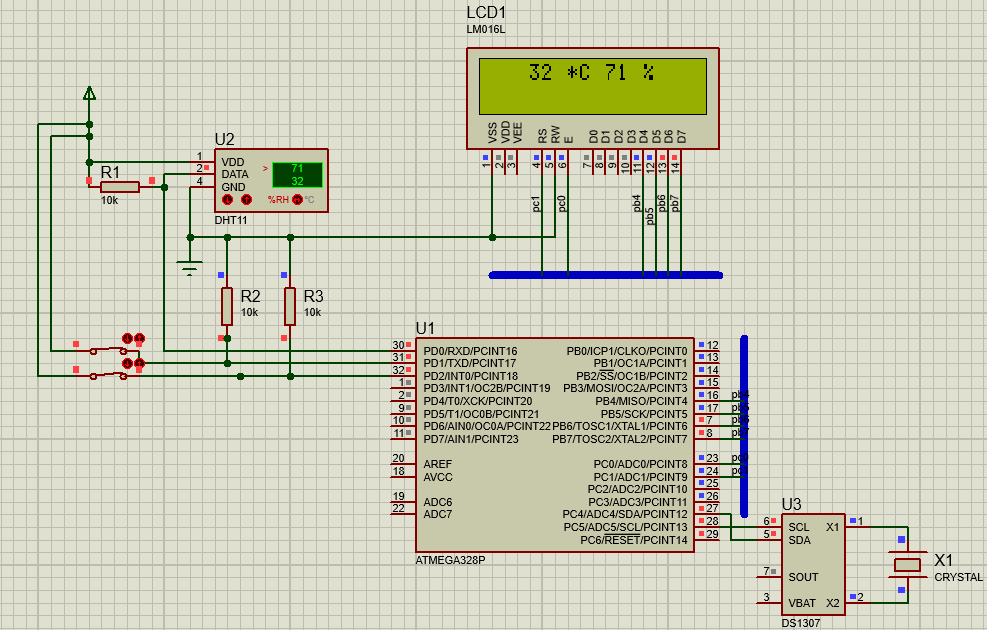 LCD1
LM016L
32 *C 71 %
VSS
VDD
VEE
RS
RW
E
D0
D1
D2
D3
D4
D5
D6
D7
1
2
3
4
5
6
7
8
9
10
11
12
13
14
pc1
pc0
pb4
pb5
pb6
pb7
U2
1
2
4
VDD
DATA
GND
>
71
32
%RH
°C
DHT11
R1
10k
R2
10k
R3
10k
U1
30
31
32
1
2
9
10
11
20
18
19
22
PD0/RXD/PCINT16
PD1/TXD/PCINT17
PD2/INT0/PCINT18
PD3/INT1/OC2B/PCINT19
PD4/T0/XCK/PCINT20
PD5/T1/OC0B/PCINT21
PD6/AIN0/OC0A/PCINT22
PD7/AIN1/PCINT23
AREF
AVCC
ADC6
ADC7
PB0/ICP1/CLKO/PCINT0
PB1/OC1A/PCINT1
PB2/SS/OC1B/PCINT2
PB3/MOSI/OC2A/PCINT3
PB4/MISO/PCINT4
PB5/SCK/PCINT5
PB6/TOSC1/XTAL1/PCINT6
PB7/TOSC2/XTAL2/PCINT7
PC0/ADC0/PCINT8
PC1/ADC1/PCINT9
PC2/ADC2/PCINT10
PC3/ADC3/PCINT11
PC4/ADC4/SDA/PCINT12
PC5/ADC5/SCL/PCINT13
PC6/RESET/PCINT14
12
13
14
15
16
17
7
8
23
24
25
26
27
28
29
ATMEGA328P
U3
6
5
7
3
SCL
SDA
SOUT
VBAT
X1
X2
1
2
DS1307
X1
CRYSTAL